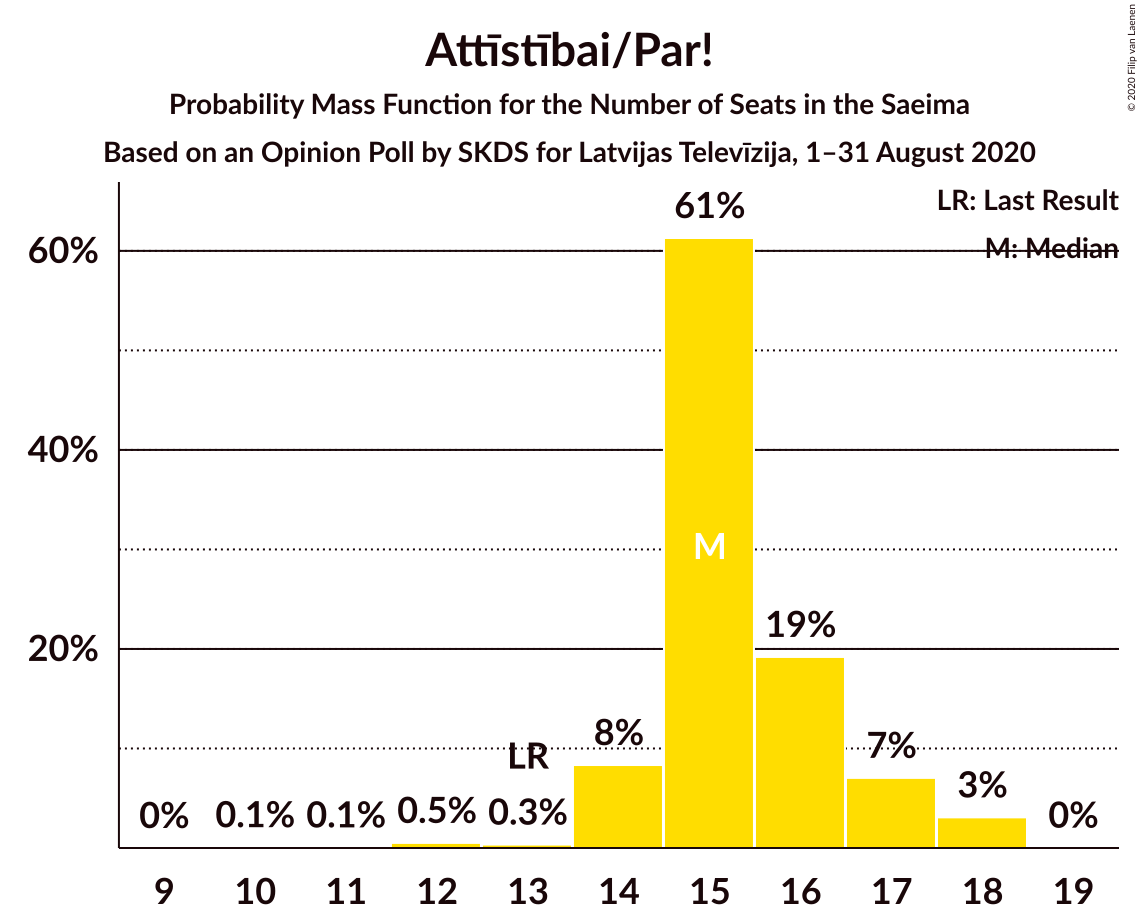 Attīstībai/Par!
Probability Mass Function for the Number of Seats in the Saeima
Based on an Opinion Poll by SKDS for Latvijas Televīzija, 1–31 August 2020
© 2020 Filip van Laenen
LR: Last Result
M: Median
60%
40%
20%
0% 0.1% 0.1% 0.5% 0.3% 8% 61% 19% 7% 3% 0%
LR
M
9 10 11 12 13 14 15 16 17 18 19